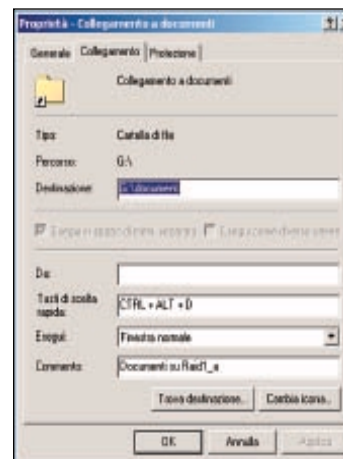 Proprietà - Collegamento a documenti
Generale Collegamento Protezione
Collegamento a documenti
Tipo: Cartella di file
Percorso: G:\
Destinazione: G:\documenti
Da:
Tasti di scelta rapida: CTRL + ALT + D
Esegui: Finestra normale
Commento: Documenti su Raid1_a
Trova destinazione... Cambia icona...
OK Annulla Applica